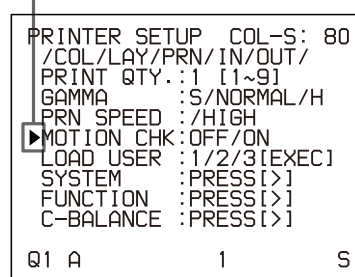 PRINTER SETUP COL-S: 80
/COL/LAY/PRN/IN/OUT/
PRINT QTY.:1 [1~9]
GAMMA :S/NORMAL/H
PRN SPEED :/HIGH
▶MOTION CHK:OFF/ON
LOAD USER :1/2/3[EXEC]
SYSTEM :PRESS[>]
FUNCTION :PRESS[>]
C-BALANCE :PRESS[>]
Q1 A 1 S